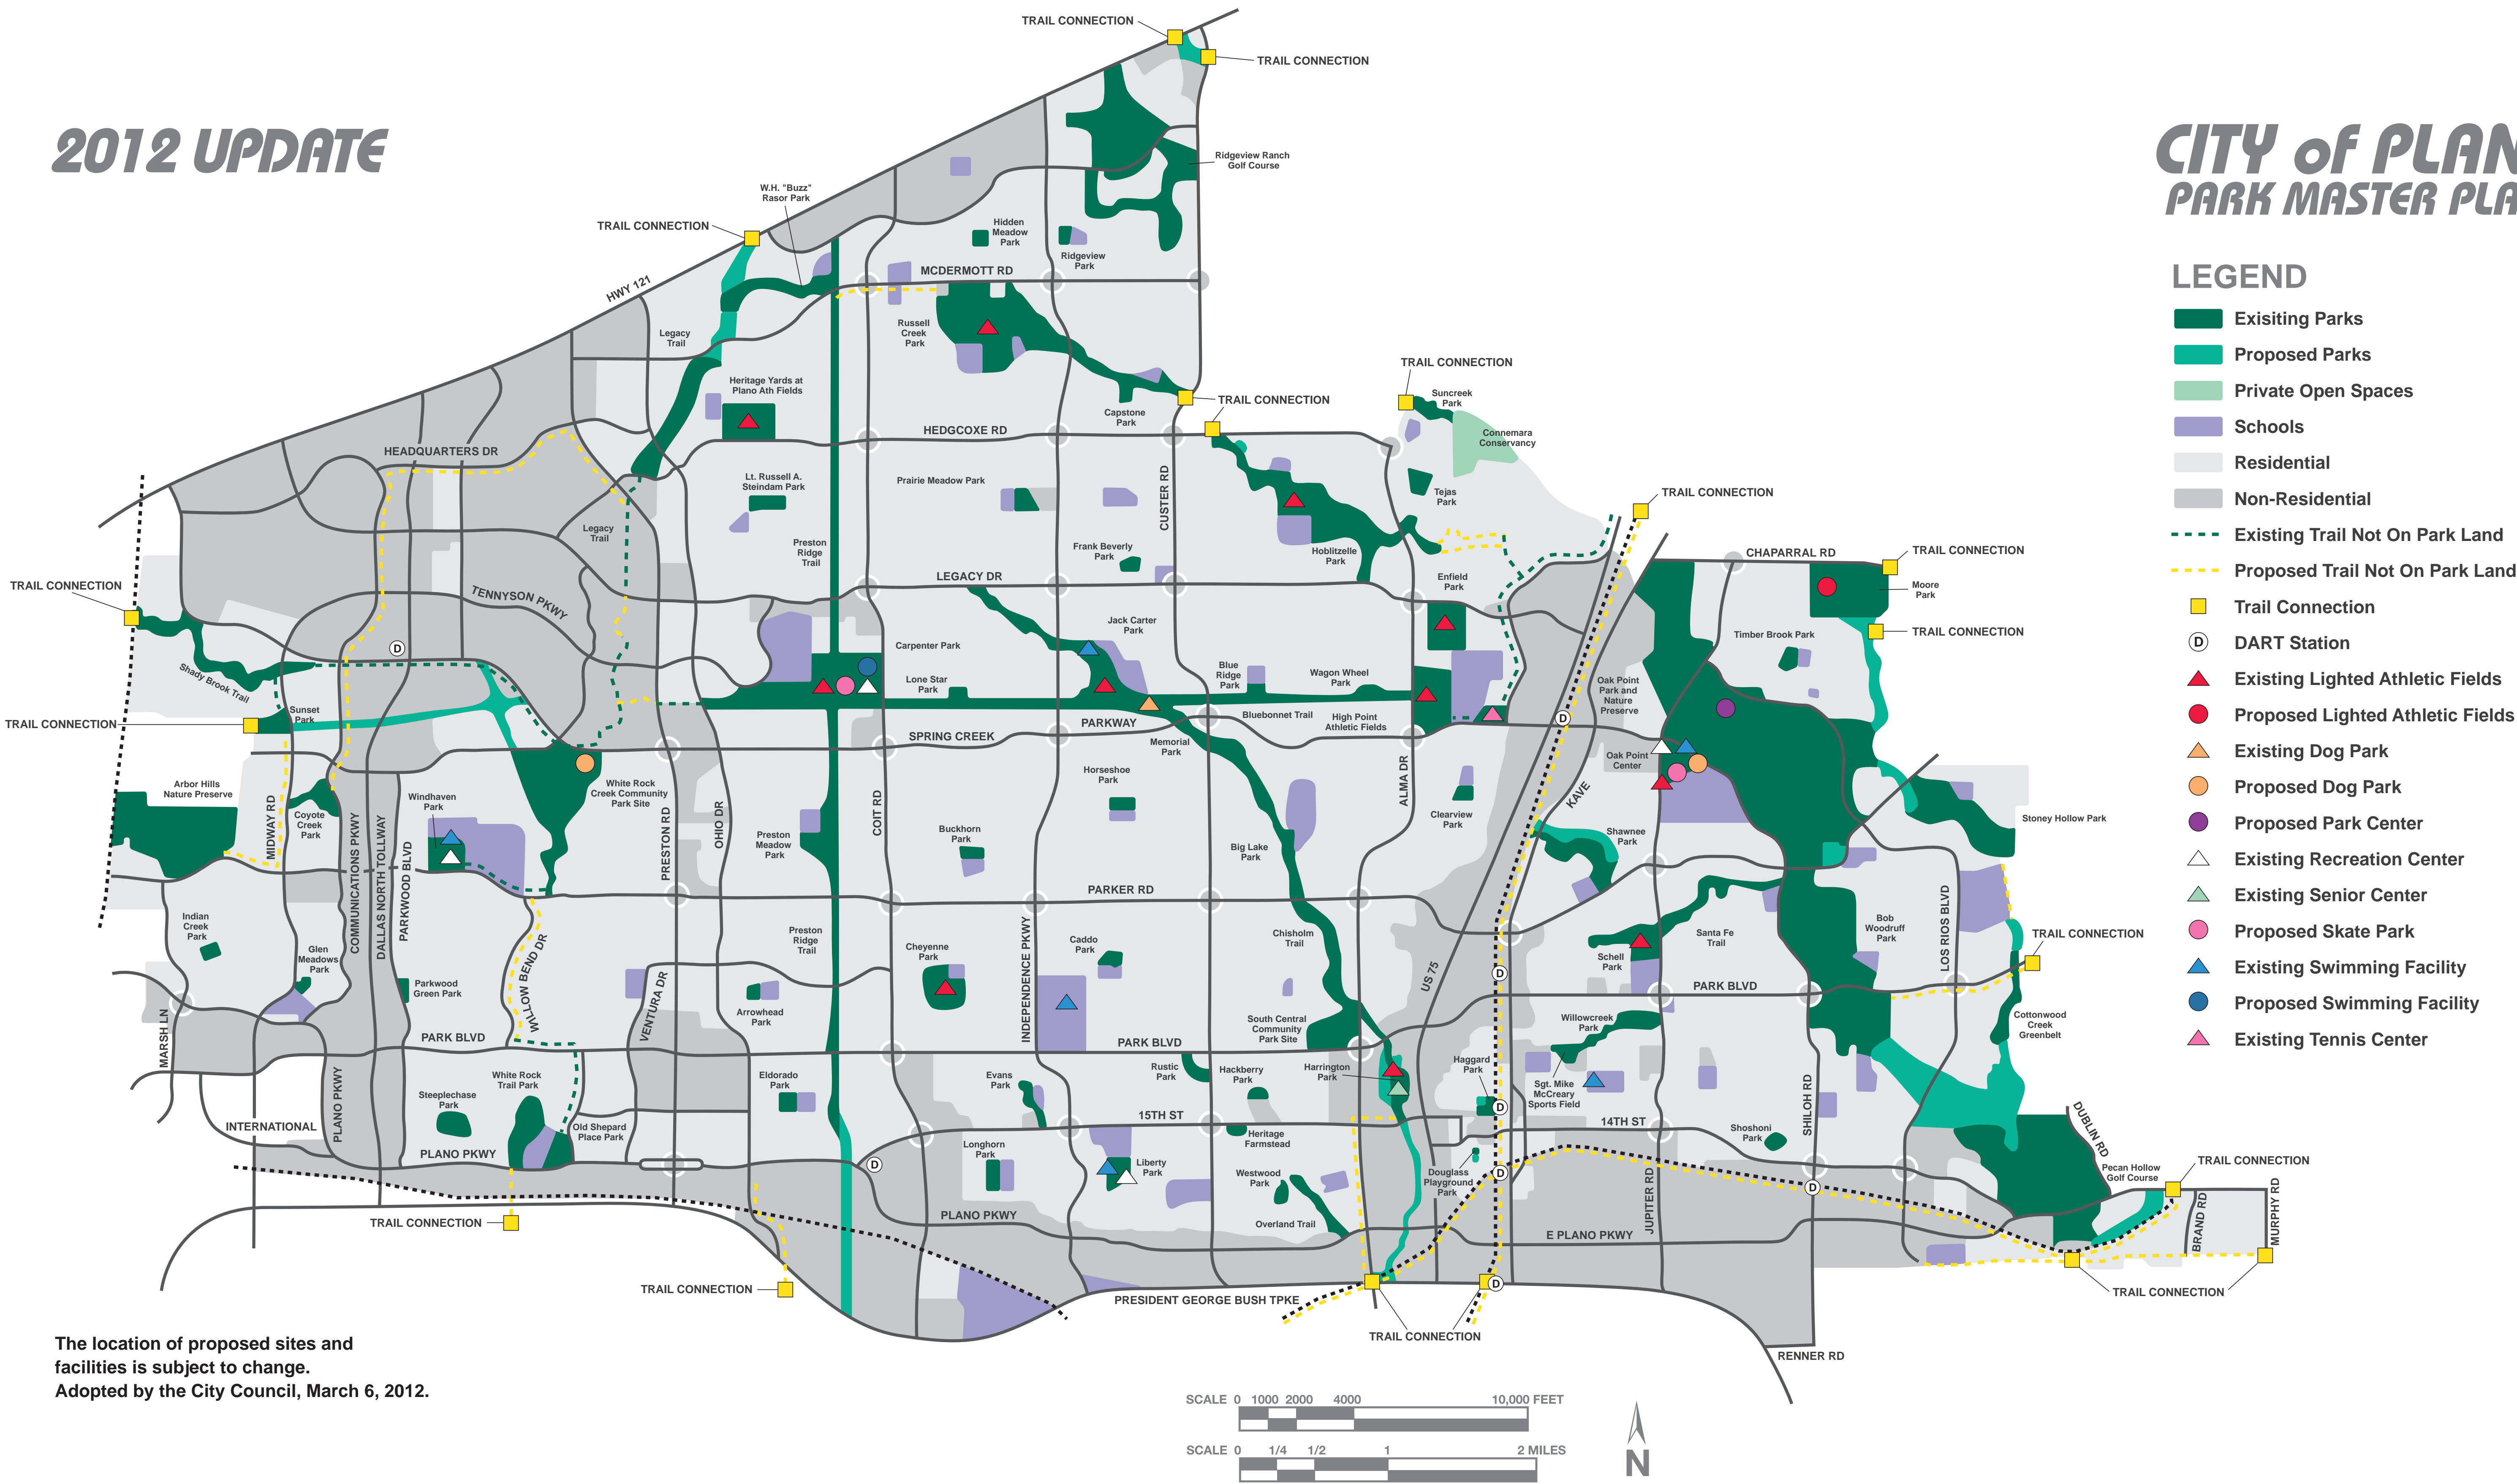 2012 UPDATE
CITY of PLAN
PARK MASTER PLA
LEGEND
Exisiting Parks
Proposed Parks
Private Open Spaces
Schools
Residential
Non-Residential
Existing Trail Not On Park Land
Proposed Trail Not On Park Land
Trail Connection
D
DART Station
Existing Lighted Athletic Fields
Proposed Lighted Athletic Fields
Existing Dog Park
Proposed Dog Park
Proposed Park Center
Existing Recreation Center
Existing Senior Center
Proposed Skate Park
Existing Swimming Facility
Proposed Swimming Facility
Existing Tennis Center
TRAIL CONNECTION
TRAIL CONNECTION
Ridgeview Ranch
Golf Course
W.H. "Buzz"
Rasor Park
TRAIL CONNECTION
Hidden
Meadow
Park
Ridgeview
Park
MCDERMOTT RD
HWY 121
Legacy
Trail
Russell
Creek
Park
Heritage Yards at
Plano Ath Fields
Capstone
Park
TRAIL CONNECTION
TRAIL CONNECTION
Suncreek
Park
Connemara
Conservancy
HEDGCOXE RD
HEADQUARTERS DR
Lt. Russell A.
Steindam Park
Prairie Meadow Park
CUSTER RD
Tejas
Park
TRAIL CONNECTION
Legacy
Trail
Preston
Ridge
Trail
Frank Beverly
Park
Hoblitzelle
Park
CHAPARRAL RD
TRAIL CONNECTION
TRAIL CONNECTION
LEGACY DR
Enfield
Park
Moore
Park
TENNYSON PKWY
Jack Carter
Park
Timber Brook Park
TRAIL CONNECTION
D
Carpenter Park
Shady Brook Trail
Lone Star
Park
Blue
Ridge
Park
Wagon Wheel
Park
Oak Point
Park and
Nature
Preserve
TRAIL CONNECTION
Sunset
Park
PARKWAY
SPRING CREEK
Bluebonnet Trail
High Point
Athletic Fields
D
Memorial
Park
Oak Point
Center
Arbor Hills
Nature Preserve
MIDWAY RD
Coyote
Creek
Park
COMMUNICATIONS PKWY
DALLAS NORTH TOLLWAY
PARKWOOD BLVD
Windhaven
Park
White Rock
Creek Community
Park Site
PRESTON RD
OHIO DR
Preston
Meadow
Park
COIT RD
Buckhorn
Park
Horseshoe
Park
Big Lake
Park
ALMA DR
Clearview
Park
KAVE
Shawnee
Park
Stoney Hollow Park
PARKER RD
Indian
Creek
Park
Glen
Meadows
Park
Parkwood
Green Park
WILLOW BEND DR
VENTURA DR
Preston
Ridge
Trail
Arrowhead
Park
Cheyenne
Park
INDEPENDENCE PKWY
Caddo
Park
Chisholm
Trail
South Central
Community
Park Site
US 75
D
Schell
Park
Santa Fe
Trail
Bob
Woodruff
Park
LOS RIOS BLVD
TRAIL CONNECTION
PARK BLVD
Willowcreek
Park
Cottonwood
Creek
Greenbelt
MARSH LN
PARK BLVD
PARK BLVD
PLANO PKWY
Steeplechase
Park
White Rock
Trail Park
Eldorado
Park
Evans
Park
Rustic
Park
Hackberry
Park
Harrington
Park
Haggard
Park
D
Sgt. Mike
McCreary
Sports Field
SHILOH RD
DUBLIN RD
INTERNATIONAL
Old Shepard
Place Park
15TH ST
14TH ST
Shoshoni
Park
PLANO PKWY
Longhorn
Park
Liberty
Park
Heritage
Farmstead
Westwood
Park
Douglass
Playground
Park
D
D
D
JUPITER RD
Pecan Hollow
Golf Course
TRAIL CONNECTION
BRAND RD
MURPHY RD
TRAIL CONNECTION
PLANO PKWY
Overland Trail
E PLANO PKWY
TRAIL CONNECTION
D
PRESIDENT GEORGE BUSH TPKE
TRAIL CONNECTION
TRAIL CONNECTION
RENNER RD
The location of proposed sites and
facilities is subject to change.
Adopted by the City Council, March 6, 2012.
SCALE 0 1000 2000 4000 10,000 FEET
SCALE 0 1/4 1/2 1 2 MILES
N